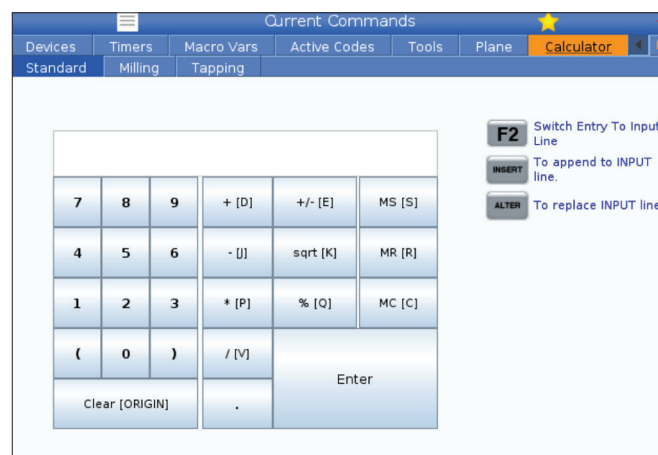 Current Commands
Devices Timers Macro Vars Active Codes Tools Plane Calculator
Standard Milling Tapping
F2 Switch Entry To Input
Line
INSERT To append to INPUT
line.
ALTER To replace INPUT line
7 8 9 + [D] +/- [E] MS [S]
4 5 6 - [J] sqrt [K] MR [R]
1 2 3 * [P] % [Q] MC [C]
( 0 ) / [V]
Enter
Clear [ORIGIN] .